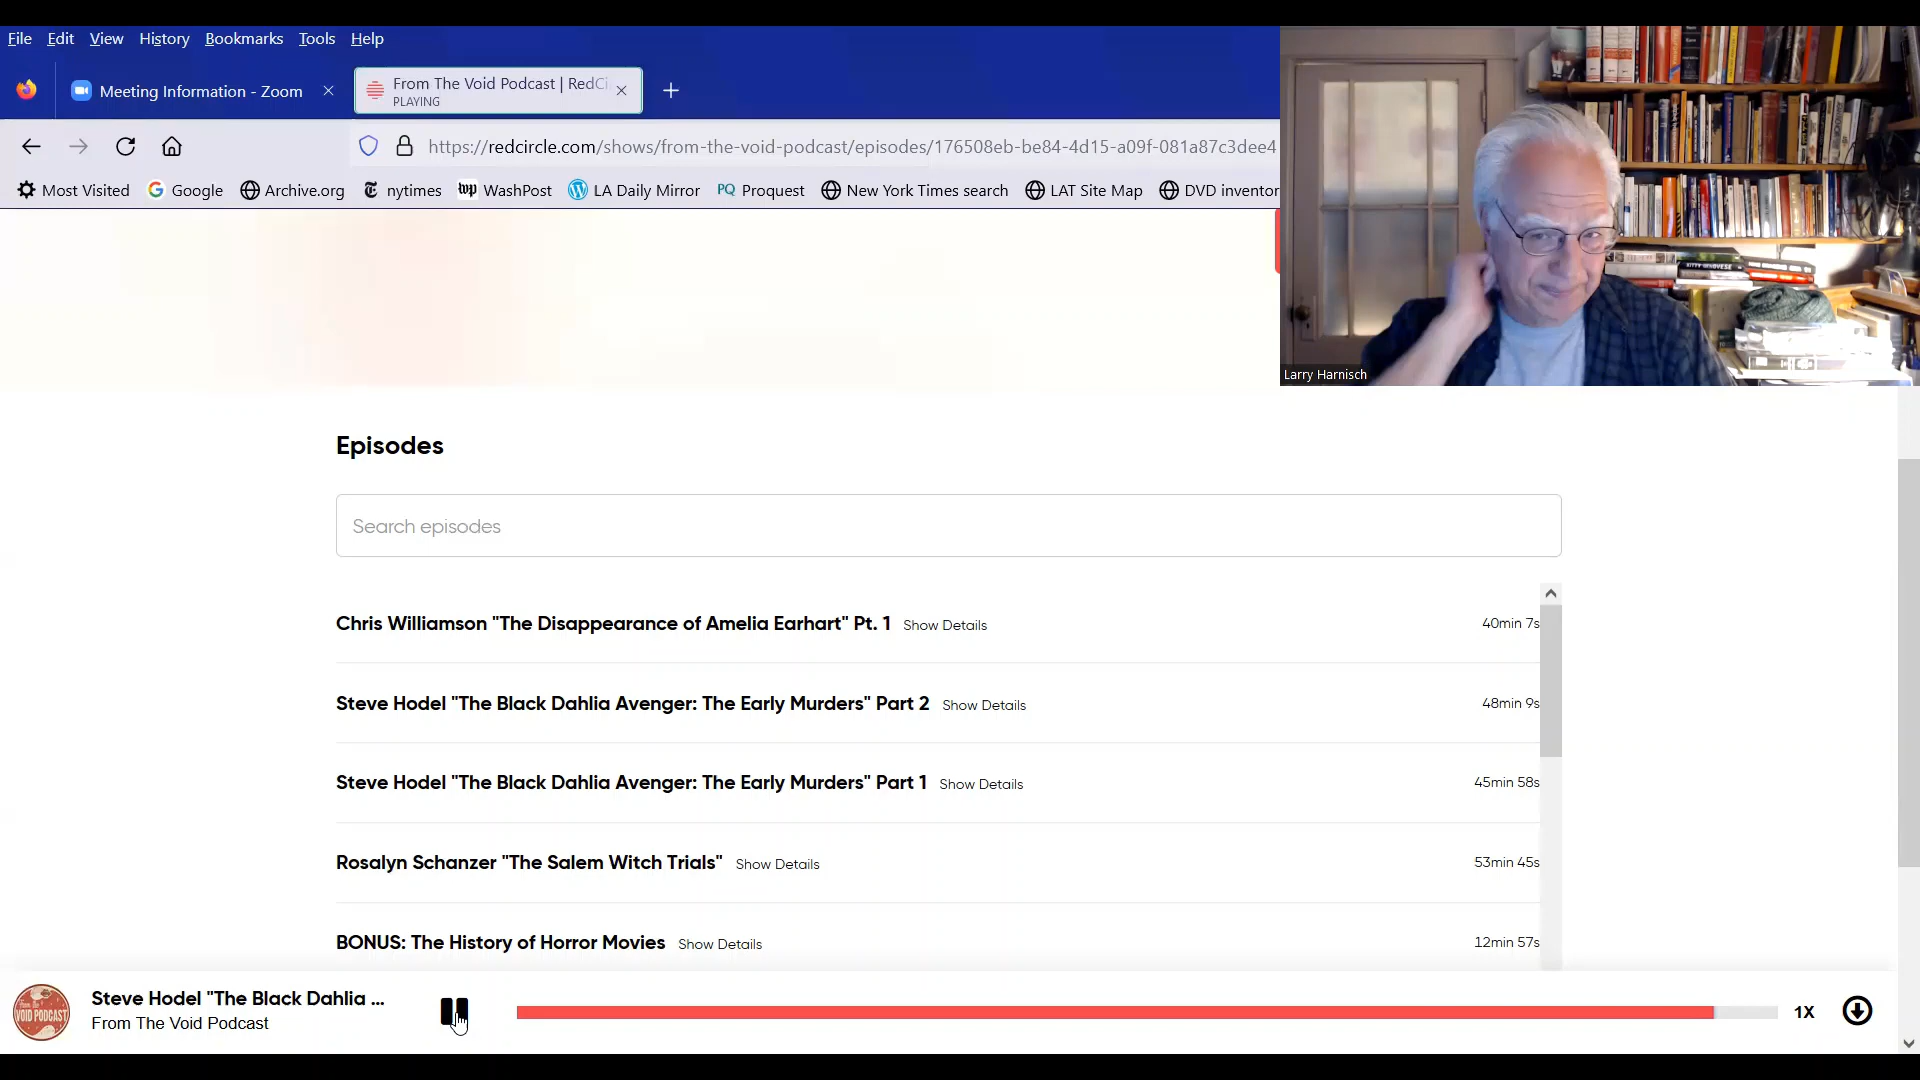 File Edit View History Bookmarks Tools Help
Meeting Information - Zoom
From The Void Podcast | RedCi
PLAYING
https://redcircle.com/shows/from-the-void-podcast/episodes/176508eb-be84-4d15-a09f-081a87c3dee4
Most Visited Google Archive.org nytimes WashPost LA Daily Mirror PQ Proquest New York Times search LAT Site Map DVD inventor
Larry Harnisch
Episodes
Search episodes
Chris Williamson "The Disappearance of Amelia Earhart" Pt. 1 Show Details 40min 7s
Steve Hodel "The Black Dahlia Avenger: The Early Murders" Part 2 Show Details 48min 9s
Steve Hodel "The Black Dahlia Avenger: The Early Murders" Part 1 Show Details 45min 58s
Rosalyn Schanzer "The Salem Witch Trials" Show Details 53min 45s
BONUS: The History of Horror Movies Show Details 12min 57s
Steve Hodel "The Black Dahlia ...
From The Void Podcast
VOID PODCAST
1X